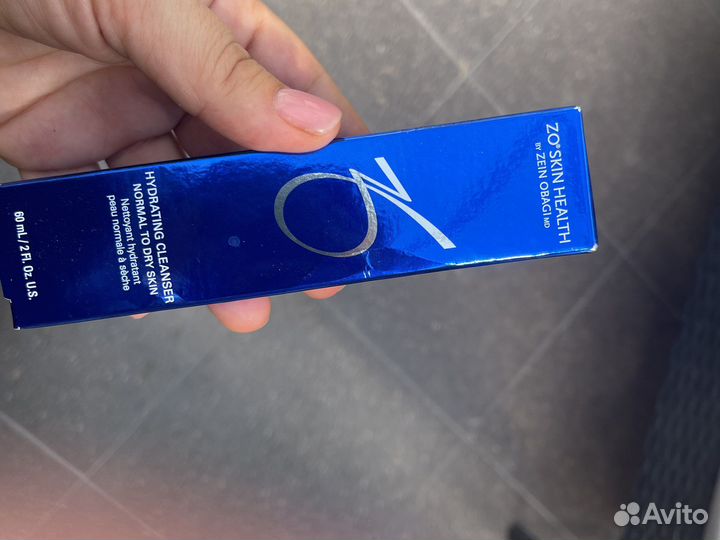 ZO® SKIN HEALTH
BY ZEIN OBAGI MD
ZO
HYDRATING CLEANSER
NORMAL TO DRY SKIN
Nettoyant hydratant
peau normale à sèche
60 mL / 2 Fl. Oz. U.S.
Avito